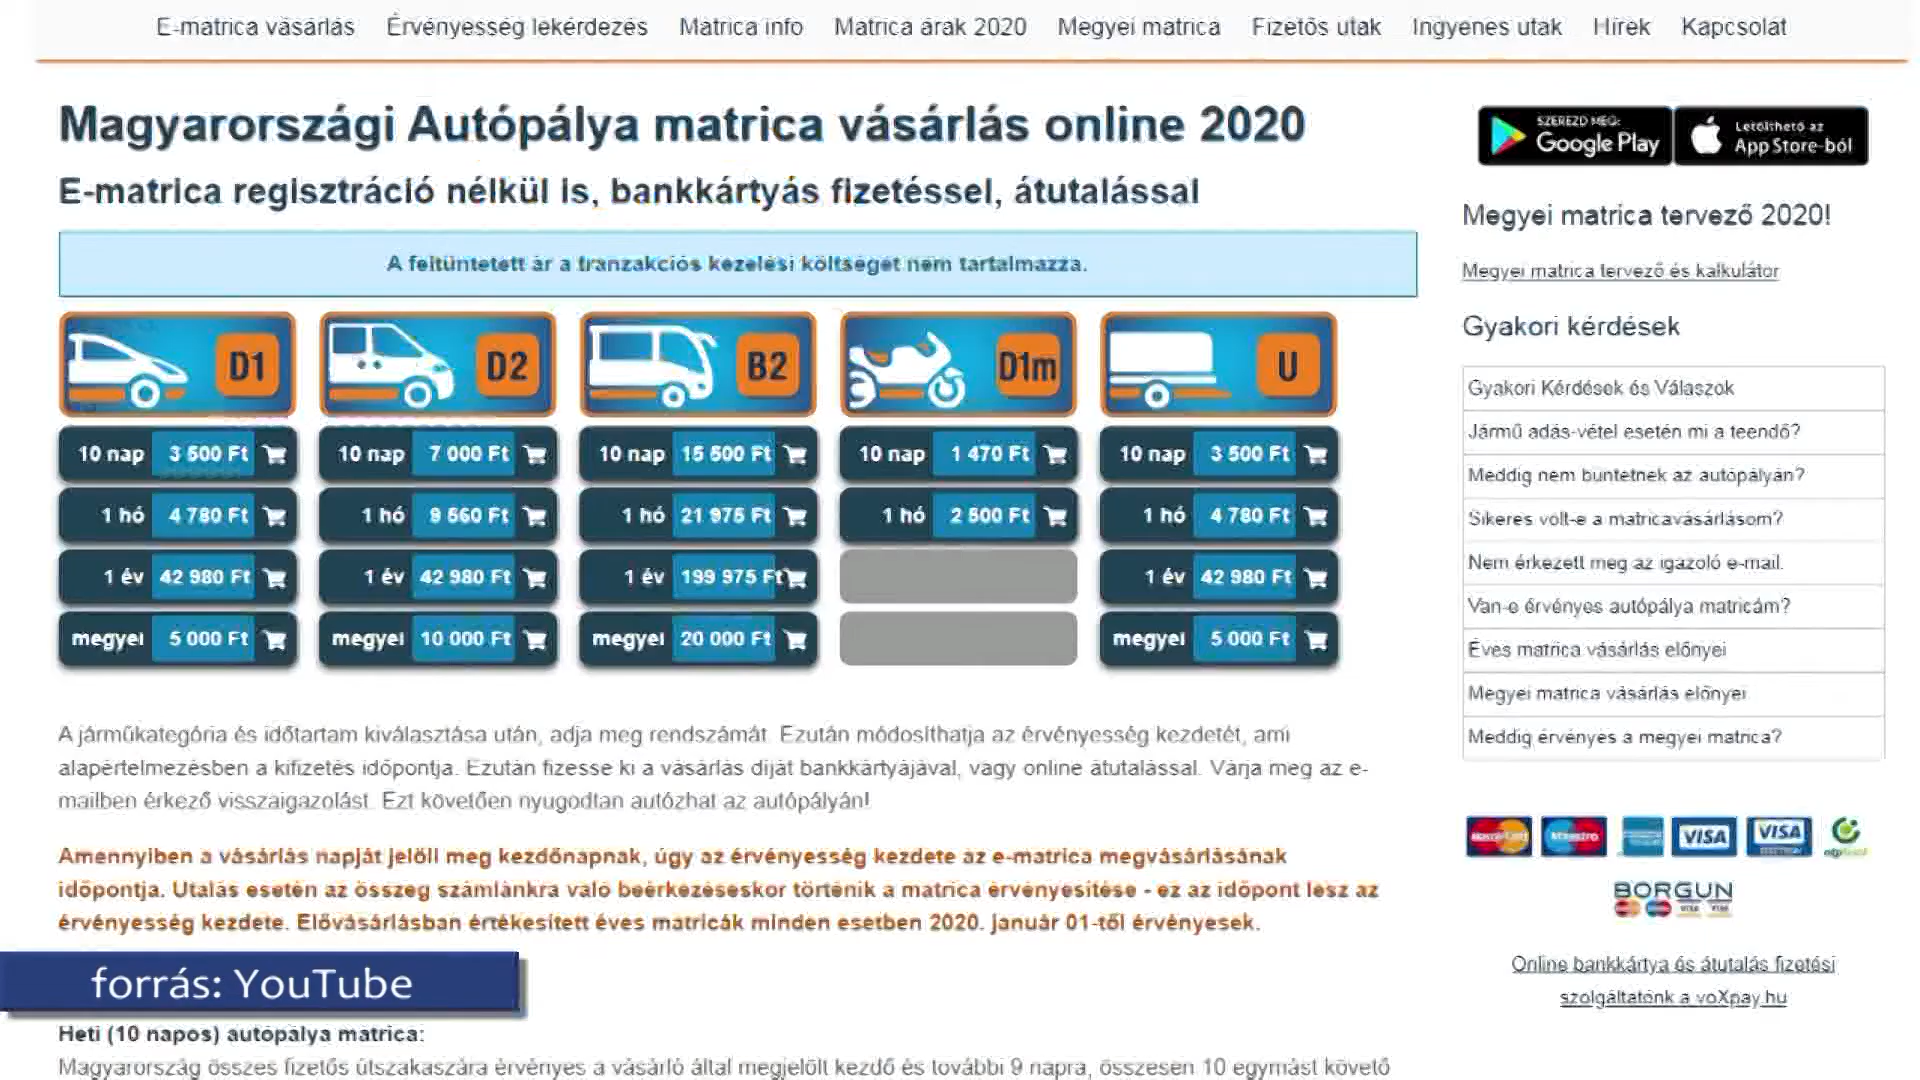 E-matrica vásárlás Érvényesség lekérdezés Matrica info Matrica árak 2020 Megyei matrica Fizetős utak Ingyenes utak Hírek Kapcsolat
Magyarországi Autópálya matrica vásárlás online 2020
E-matrica regisztráció nélkül is, bankkártyás fizetéssel, átutalással
A feltüntetett ár a tranzakciós kezelési költséget nem tartalmazza.
D1 D2 B2 D1m U
10 nap 3 500 Ft 10 nap 7 000 Ft 10 nap 15 500 Ft 10 nap 1 470 Ft 10 nap 3 500 Ft
1 hó 4 780 Ft 1 hó 9 560 Ft 1 hó 21 975 Ft 1 hó 2 500 Ft 1 hó 4 780 Ft
1 év 42 980 Ft 1 év 42 980 Ft 1 év 199 975 Ft 1 év 42 980 Ft
megyei 5 000 Ft megyei 10 000 Ft megyei 20 000 Ft megyei 5 000 Ft
A járműkategória és időtartam kiválasztása után, adja meg rendszámát. Ezután módosíthatja az érvényesség kezdetét, ami
alapértelmezésben a kifizetés időpontja. Ezután fizesse ki a vásárlás díját bankkártyájával, vagy online átutalással. Várja meg az e-
mailben érkező visszaigazolást. Ezt követően nyugodtan autózhat az autópályán!
Amennyiben a vásárlás napját jelöli meg kezdőnapnak, úgy az érvényesség kezdete az e-matrica megvásárlásának
időpontja. Utalás esetén az összeg számlánkra való beérkezéseskor történik a matrica érvényesítése - ez az időpont lesz az
érvényesség kezdete. Elővásárlásban értékesített éves matricák minden esetben 2020. január 01-től érvényesek.
forrás: YouTube
Heti (10 napos) autópálya matrica:
Magyarország összes fizetős útszakaszára érvényes a vásárló által megjelölt kezdő és további 9 napra, összesen 10 egymást követő
SZEREZD MEG:
Google Play
Letölthető az
App Store-ból
Megyei matrica tervező 2020!
Megyei matrica tervező és kalkulátor
Gyakori kérdések
Gyakori Kérdések és Válaszok
Jármű adás-vétel esetén mi a teendő?
Meddig nem büntetnek az autópályán?
Sikeres volt-e a matricavásárlásom?
Nem érkezett meg az igazoló e-mail.
Van-e érvényes autópálya matricám?
Éves matrica vásárlás előnyei
Megyei matrica vásárlás előnyei
Meddig érvényes a megyei matrica?
MasterCard Maestro VISA VISA
BORGUN
Online bankkártya és átutalás fizetési
szolgáltatónk a voXpay.hu